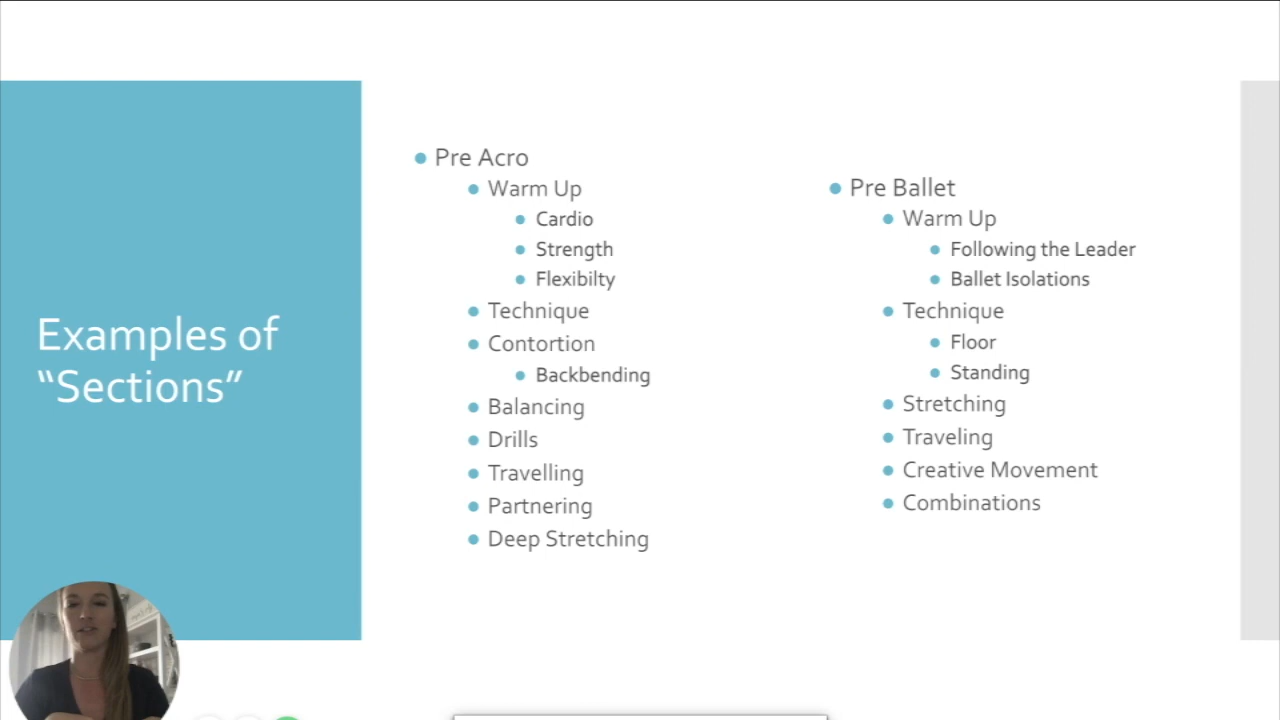 Examples of
“Sections”
Pre Acro
Warm Up
Cardio
Strength
Flexibilty
Technique
Contortion
Backbending
Balancing
Drills
Travelling
Partnering
Deep Stretching
Pre Ballet
Warm Up
Following the Leader
Ballet Isolations
Technique
Floor
Standing
Stretching
Traveling
Creative Movement
Combinations